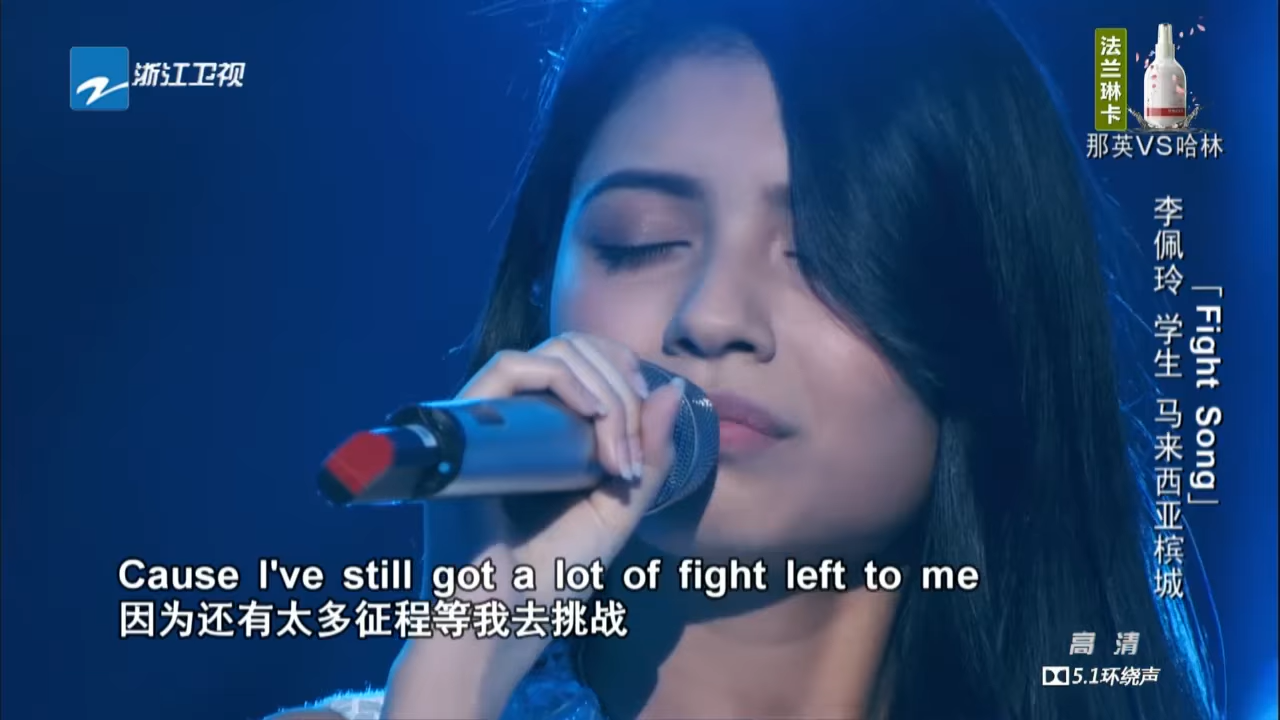 浙江卫视
法兰琳卡
那英VS哈林
「Fight Song」
李佩玲 学生 马来西亚槟城
Cause I've still got a lot of fight left to me
因为还有太多征程等我去挑战
高清
5.1环绕声